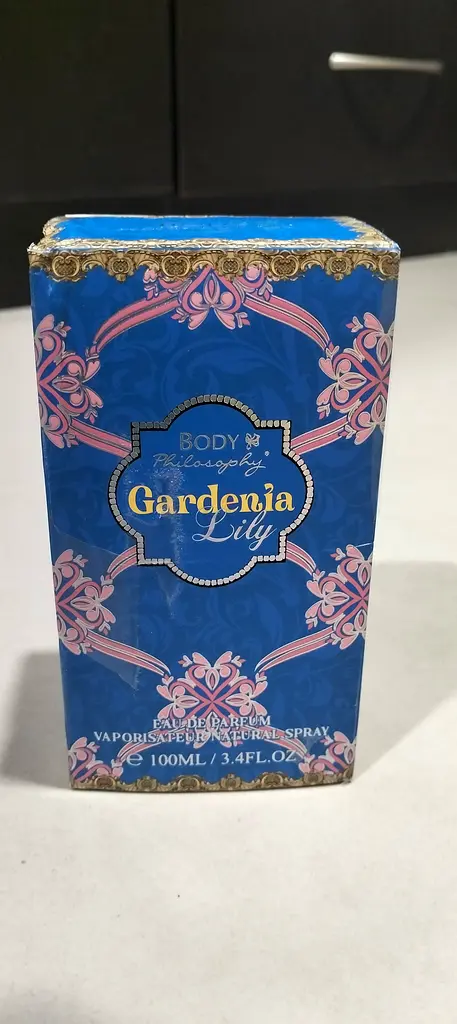 BODY
Philosophy®
Gardenia
Lily
EAU DE PARFUM
VAPORISATEUR NATURAL SPRAY
℮ 100ML / 3.4FL.OZ